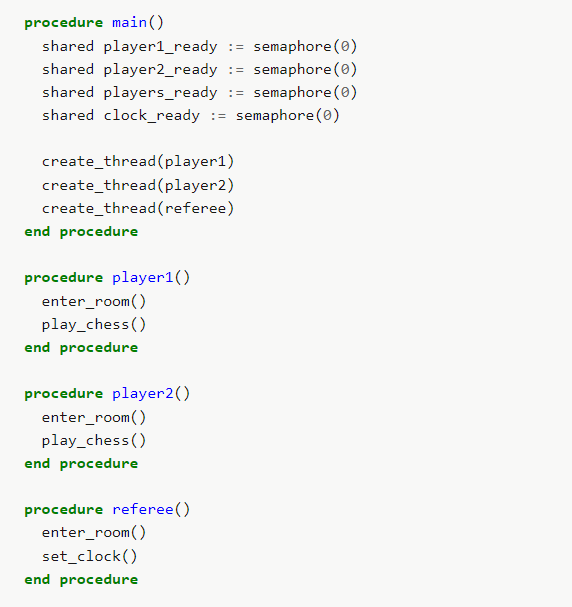 procedure main()
  shared player1_ready := semaphore(0)
  shared player2_ready := semaphore(0)
  shared players_ready := semaphore(0)
  shared clock_ready := semaphore(0)

  create_thread(player1)
  create_thread(player2)
  create_thread(referee)
end procedure

procedure player1()
  enter_room()
  play_chess()
end procedure

procedure player2()
  enter_room()
  play_chess()
end procedure

procedure referee()
  enter_room()
  set_clock()
end procedure